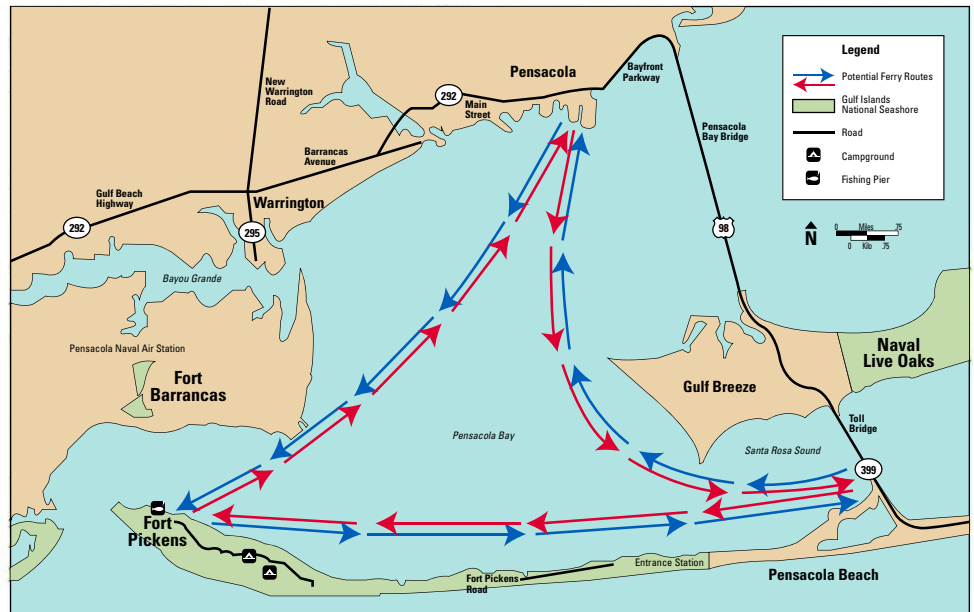 Pensacola
Bayfront
Parkway
292
Main
Street
New
Warrington
Road
Barrancas
Avenue
Pensacola
Bay Bridge
Legend
Potential Ferry Routes
Gulf Islands
National Seashore
Road
Campground
Fishing Pier
N
0 Miles .75
0 Kilo .75
98
Gulf Beach
Highway
292
Warrington
295
Bayou Grande
Pensacola Naval Air Station
Fort
Barrancas
Naval
Live Oaks
Gulf Breeze
Toll
Bridge
Pensacola Bay
Santa Rosa Sound
399
Fort
Pickens
Fort Pickens
Road
Entrance Station
Pensacola Beach